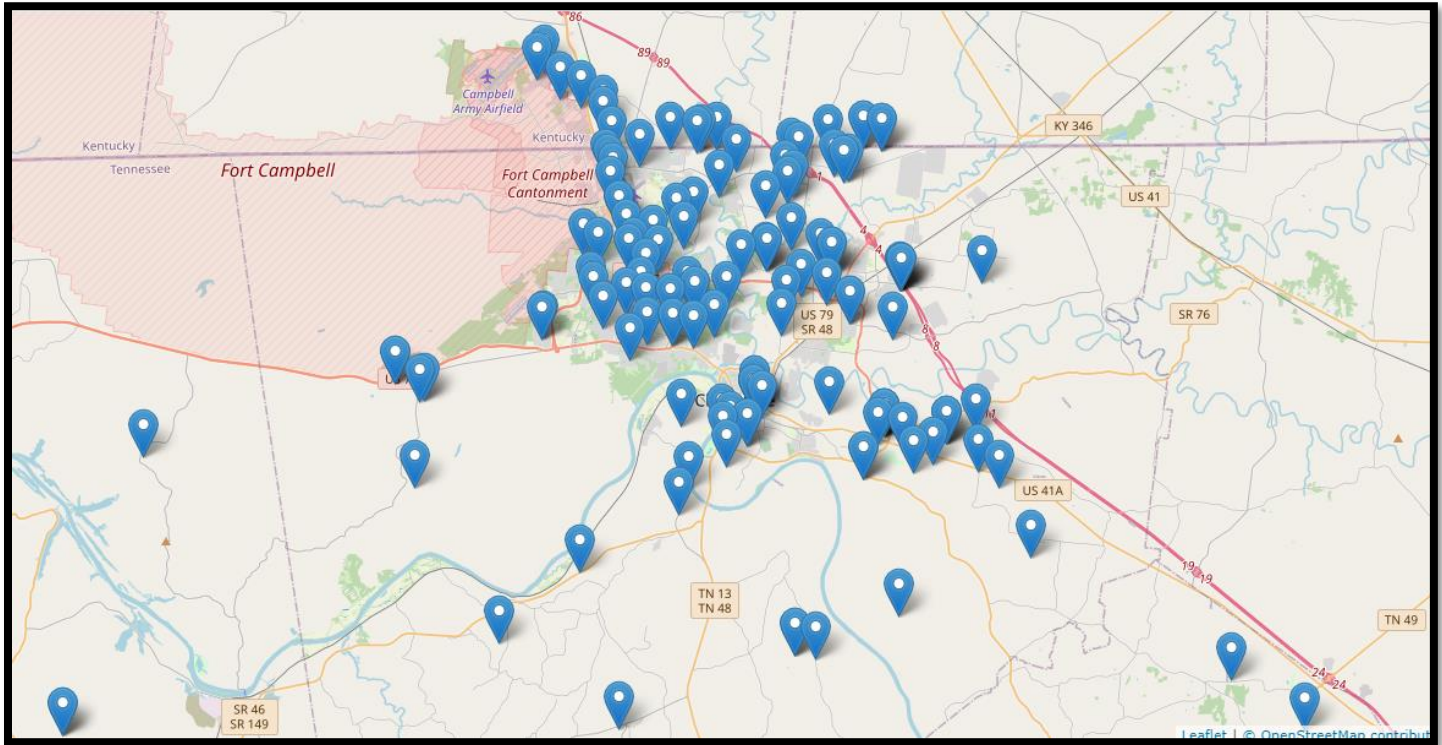 86
89
89
Campbell
Army Airfield
KY 346
Kentucky
Kentucky
Tennessee
Fort Campbell
Fort Campbell
Cantonment
1
US 41
4
4
US 79
SR 48
SR 76
8
8
US 41A
19
19
TN 13
TN 48
TN 49
24
24
SR 46
SR 149
Leaflet | © OpenStreetMap contribut